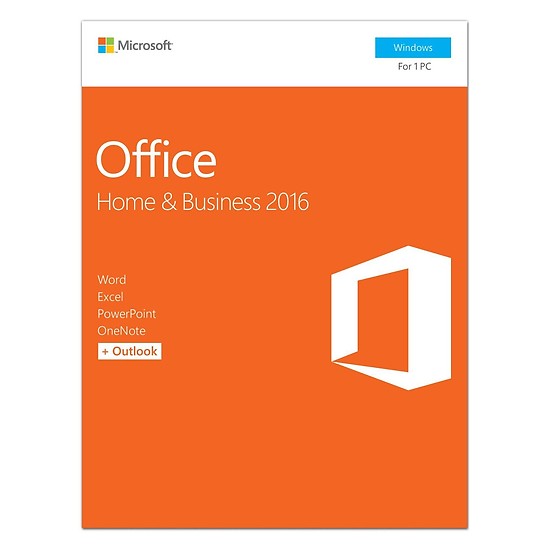 Microsoft
Windows
For 1 PC
Office
Home & Business 2016
Word
Excel
PowerPoint
OneNote
+ Outlook